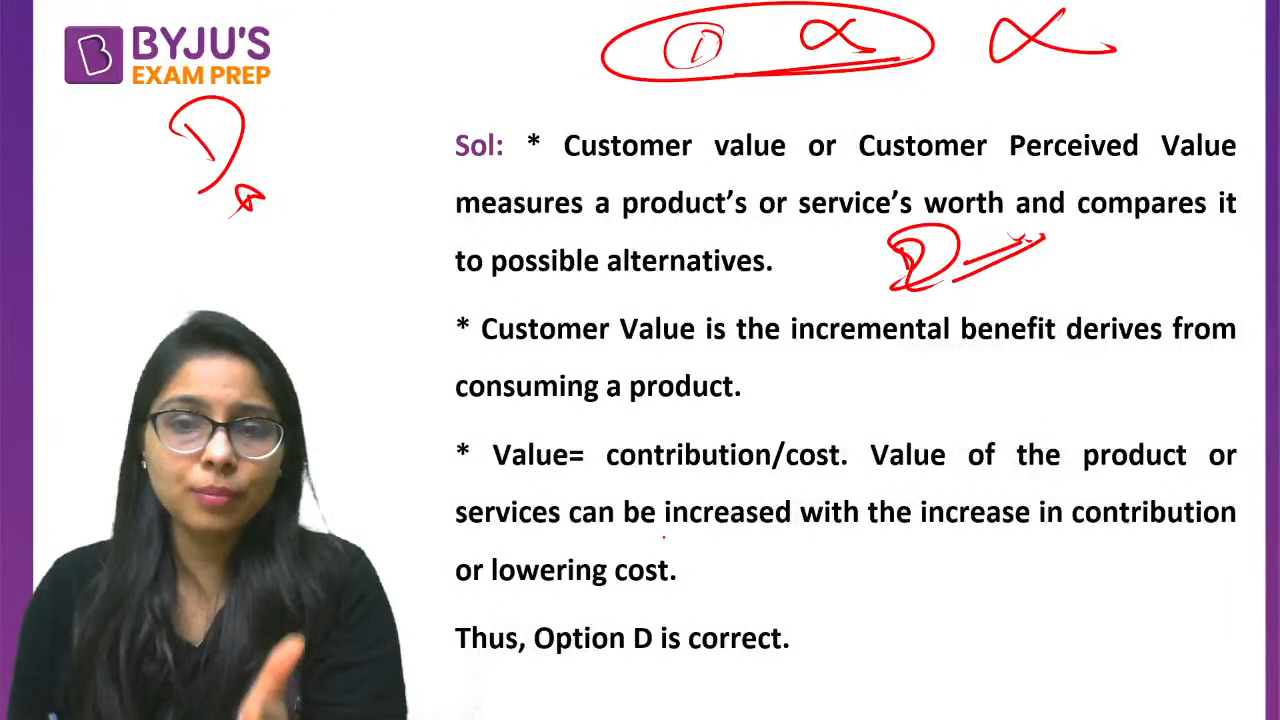 BYJU'S
EXAM PREP
D
Sol: * Customer value or Customer Perceived Value
measures a product’s or service’s worth and compares it
to possible alternatives.
* Customer Value is the incremental benefit derives from
consuming a product.
* Value= contribution/cost. Value of the product or
services can be increased with the increase in contribution
or lowering cost.
Thus, Option D is correct.